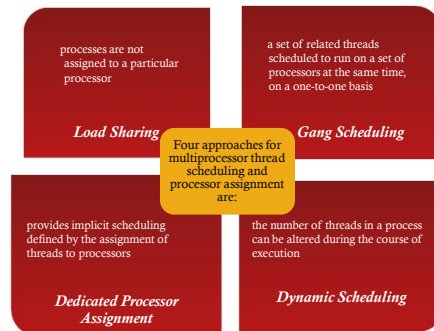 processes are not
assigned to a particular
processor
Load Sharing
a set of related threads
scheduled to run on a set of
processors at the same time,
on a one-to-one basis
Gang Scheduling
Four approaches for
multiprocessor thread
scheduling and
processor assignment
are:
provides implicit scheduling
defined by the assignment of
threads to processors
Dedicated Processor
Assignment
the number of threads in a process
can be altered during the course of
execution
Dynamic Scheduling